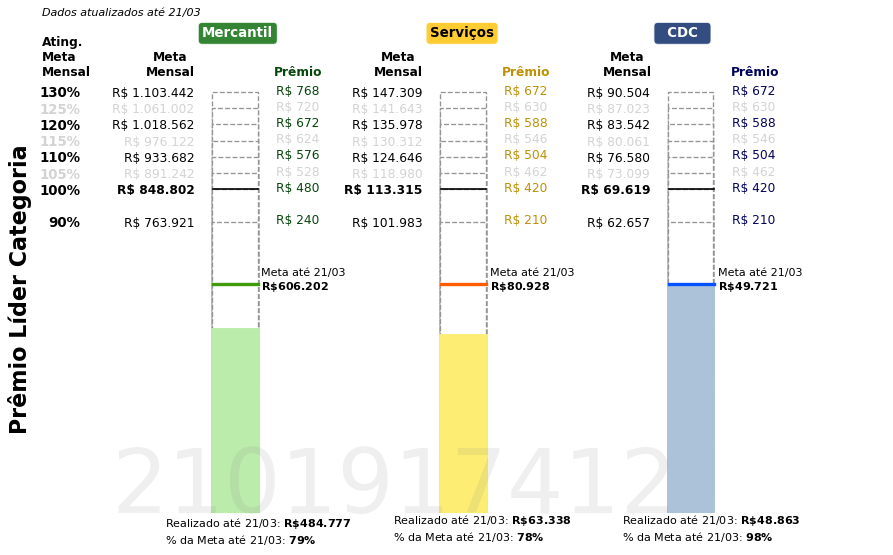 Dados atualizados até 21/03
Mercantil Serviços CDC
Ating.
Meta Meta Meta Meta
Mensal Mensal Prêmio Mensal Prêmio Mensal Prêmio
130% R$ 1.103.442 R$ 768 R$ 147.309 R$ 672 R$ 90.504 R$ 672
125% R$ 1.061.002 R$ 720 R$ 141.643 R$ 630 R$ 87.023 R$ 630
120% R$ 1.018.562 R$ 672 R$ 135.978 R$ 588 R$ 83.542 R$ 588
115% R$ 976.122 R$ 624 R$ 130.312 R$ 546 R$ 80.061 R$ 546
110% R$ 933.682 R$ 576 R$ 124.646 R$ 504 R$ 76.580 R$ 504
105% R$ 891.242 R$ 528 R$ 118.980 R$ 462 R$ 73.099 R$ 462
100% R$ 848.802 R$ 480 R$ 113.315 R$ 420 R$ 69.619 R$ 420
90% R$ 763.921 R$ 240 R$ 101.983 R$ 210 R$ 62.657 R$ 210
Meta até 21/03 Meta até 21/03 Meta até 21/03
R$606.202 R$80.928 R$49.721
Prêmio Líder Categoria
2101917412
Realizado até 21/03: R$484.777 Realizado até 21/03: R$63.338 Realizado até 21/03: R$48.863
% da Meta até 21/03: 79% % da Meta até 21/03: 78% % da Meta até 21/03: 98%